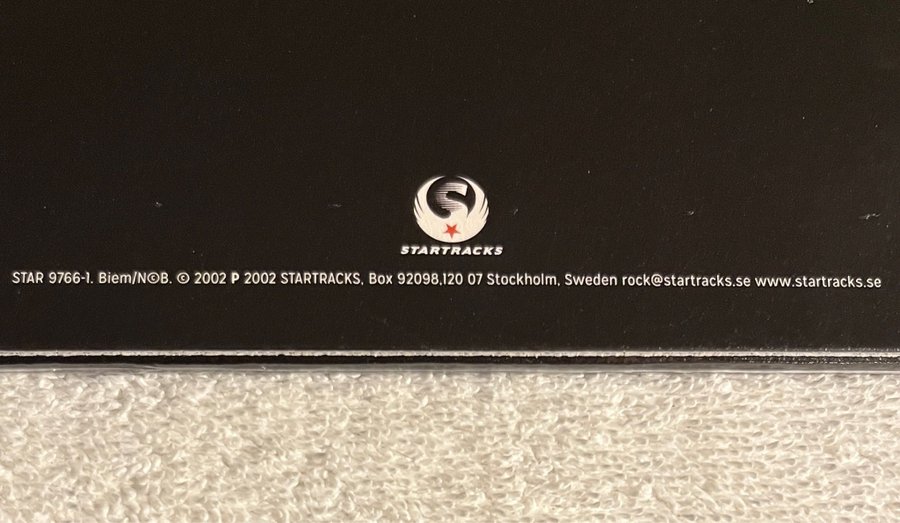 S
STARTRACKS
STAR 9766-1. Biem/N©B. © 2002 P 2002 STARTRACKS, Box 92098,120 07 Stockholm, Sweden rock@startracks.se www.startracks.se